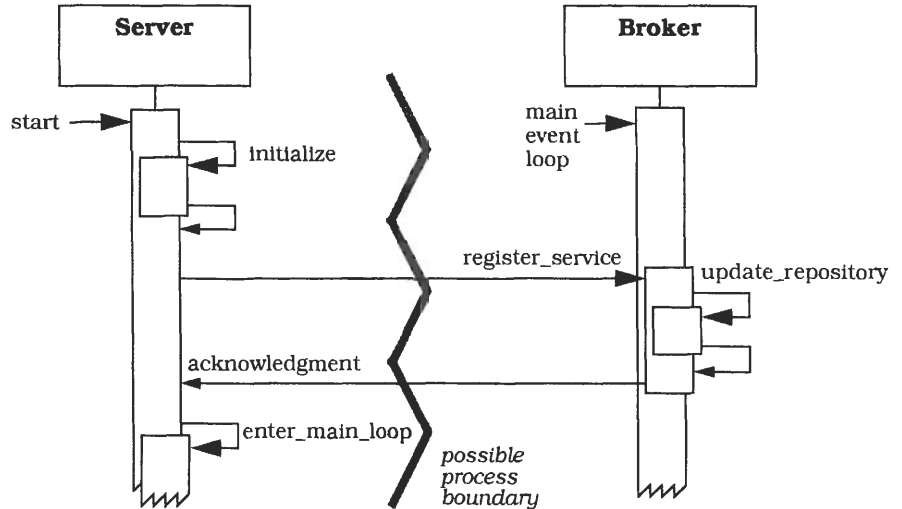 Server
Broker
start
main
event
loop
initialize
register_service
update_repository
acknowledgment
enter_main_loop
possible
process
boundary